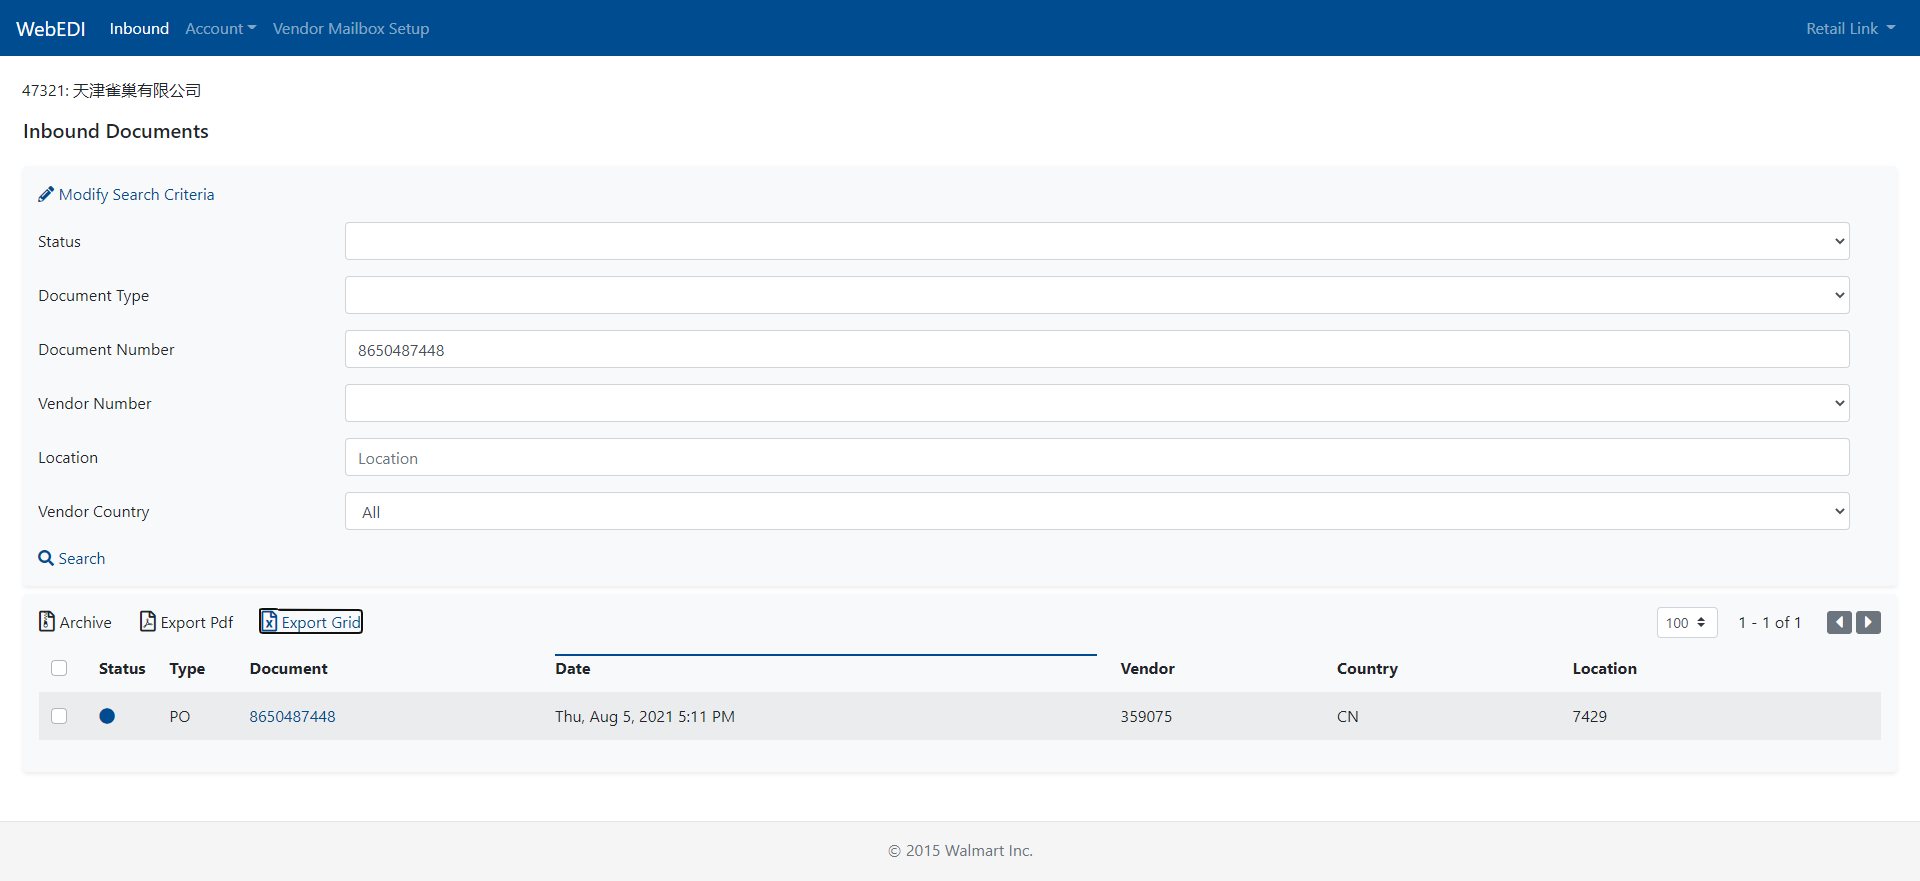 WebEDI Inbound Account Vendor Mailbox Setup Retail Link
47321: 天津雀巢有限公司
Inbound Documents
Modify Search Criteria
Status
Document Type
Document Number 8650487448
Vendor Number
Location Location
Vendor Country All
Search
Archive Export Pdf Export Grid 100 1 - 1 of 1
Status Type Document Date Vendor Country Location
PO 8650487448 Thu, Aug 5, 2021 5:11 PM 359075 CN 7429
© 2015 Walmart Inc.